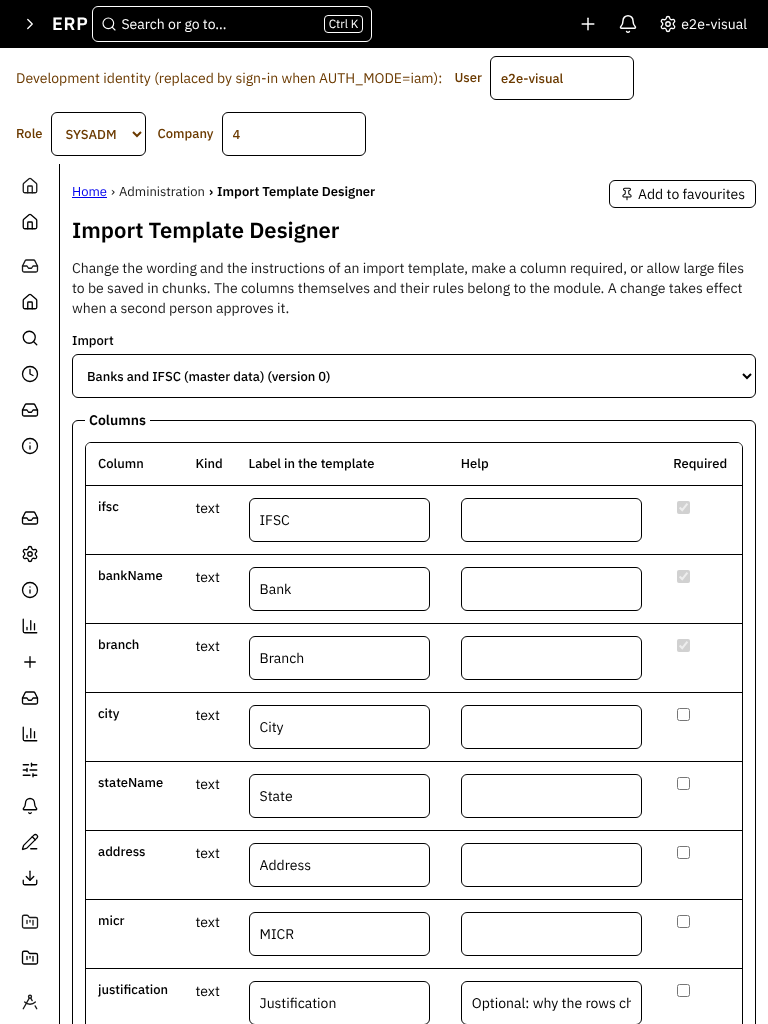 ERP
Search or go to...
Ctrl K
e2e-visual
Development identity (replaced by sign-in when AUTH_MODE=iam):
User
e2e-visual
Role
SYSADM
Company
4
Home › Administration › Import Template Designer
Add to favourites
Import Template Designer
Change the wording and the instructions of an import template, make a column required, or allow large files
to be saved in chunks. The columns themselves and their rules belong to the module. A change takes effect
when a second person approves it.
Import
Banks and IFSC (master data) (version 0)
Columns
Column Kind Label in the template Help Required
ifsc text IFSC
bankName text Bank
branch text Branch
city text City
stateName text State
address text Address
micr text MICR
justification text Justification Optional: why the rows ch